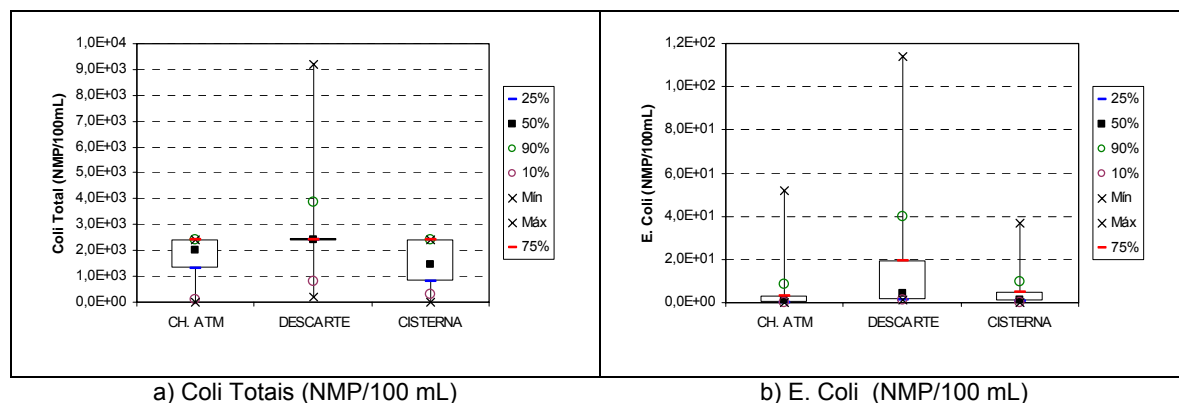 1,0E+04
9,0E+03
8,0E+03
7,0E+03
6,0E+03
5,0E+03
4,0E+03
3,0E+03
2,0E+03
1,0E+03
0,0E+00
Coli Total (NMP/100mL)
CH. ATM DESCARTE CISTERNA
25%
50%
90%
10%
Mín
Máx
75%
a) Coli Totais (NMP/100 mL)
1,2E+02
1,0E+02
8,0E+01
6,0E+01
4,0E+01
2,0E+01
0,0E+00
E. Coli (NMP/100mL)
CH. ATM DESCARTE CISTERNA
25%
50%
90%
10%
Mín
Máx
75%
b) E. Coli (NMP/100 mL)